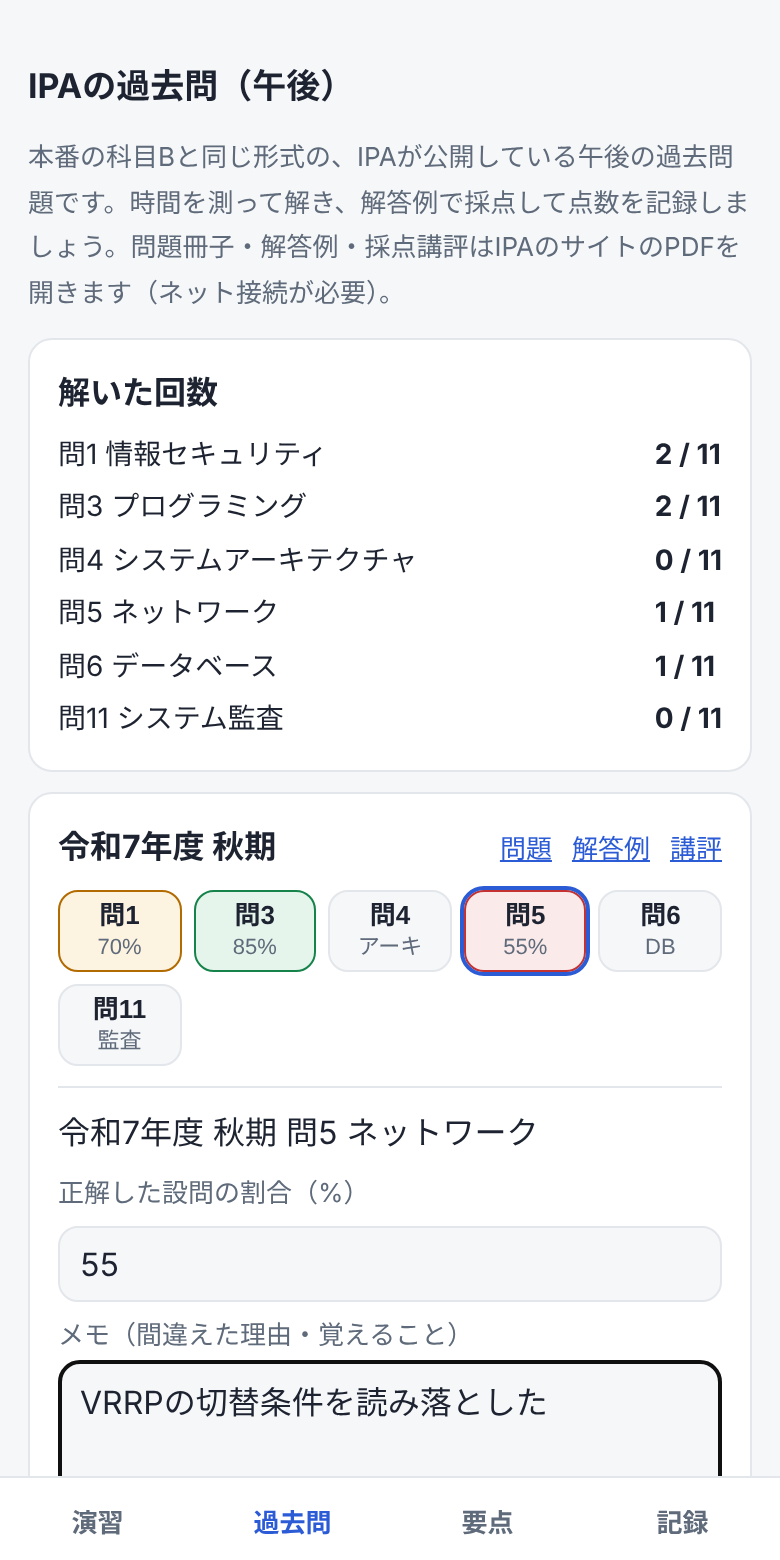 IPAの過去問（午後）
本番の科目Bと同じ形式の、IPAが公開している午後の過去問
題です。時間を測って解き、解答例で採点して点数を記録しま
しょう。問題冊子・解答例・採点講評はIPAのサイトのPDFを
開きます（ネット接続が必要）。
解いた回数
問1 情報セキュリティ 2 / 11
問3 プログラミング 2 / 11
問4 システムアーキテクチャ 0 / 11
問5 ネットワーク 1 / 11
問6 データベース 1 / 11
問11 システム監査 0 / 11
令和7年度 秋期 問題 解答例 講評
問1 問3 問4 問5 問6
70% 85% アーキ 55% DB
問11
監査
令和7年度 秋期 問5 ネットワーク
正解した設問の割合（%）
55
メモ（間違えた理由・覚えること）
VRRPの切替条件を読み落とした
演習 過去問 要点 記録